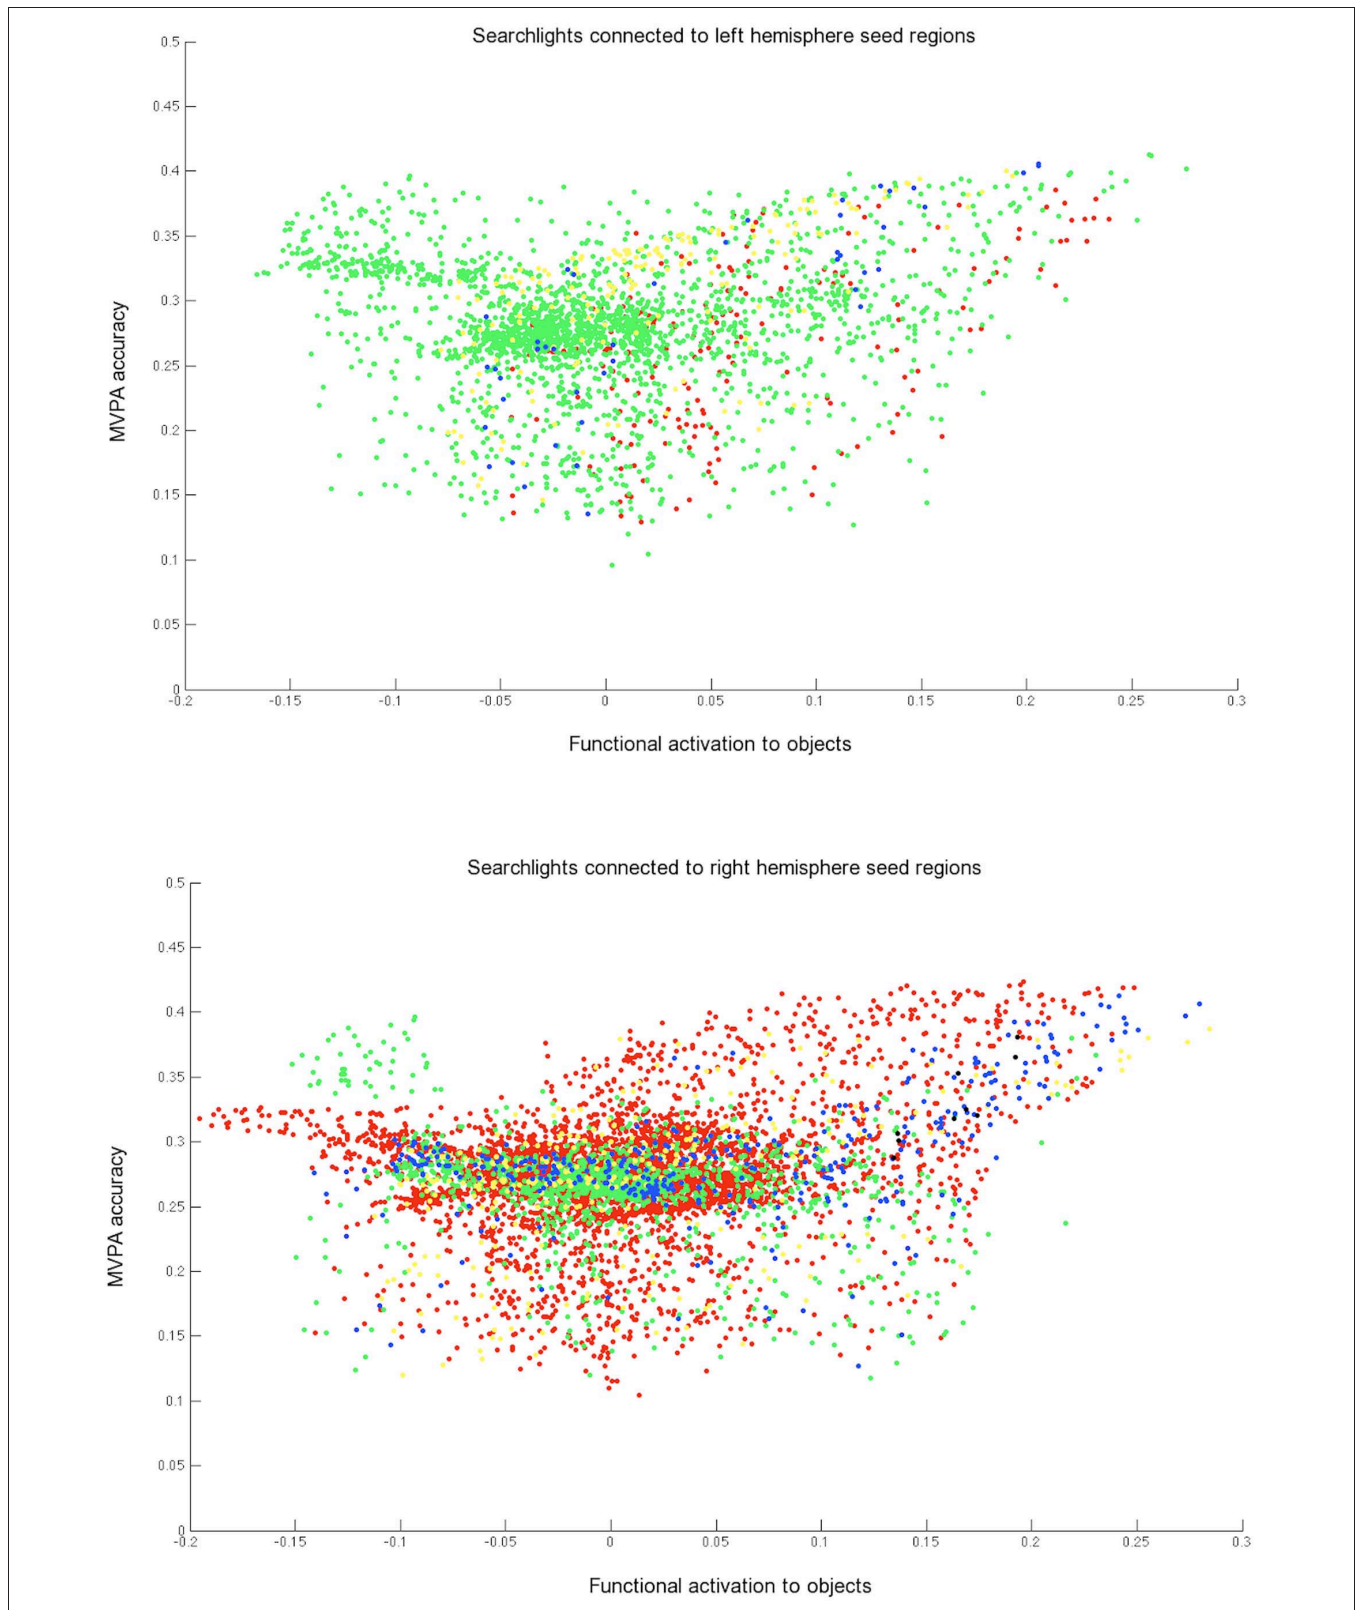 Searchlights connected to left hemisphere seed regions
0.5
0.45
0.4
0.35
0.3
0.25
0.2
0.15
0.1
0.05
0
MVPA accuracy
-0.2 -0.15 -0.1 -0.05 0 0.05 0.1 0.15 0.2 0.25 0.3
Functional activation to objects
Searchlights connected to right hemisphere seed regions
0.5
0.45
0.4
0.35
0.3
0.25
0.2
0.15
0.1
0.05
0
MVPA accuracy
-0.2 -0.15 -0.1 -0.05 0 0.05 0.1 0.15 0.2 0.25 0.3
Functional activation to objects